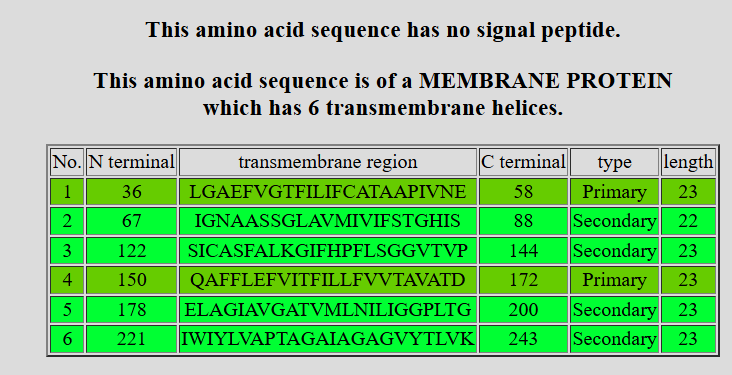 This amino acid sequence has no signal peptide.
This amino acid sequence is of a MEMBRANE PROTEIN
which has 6 transmembrane helices.
No. N terminal transmembrane region C terminal type length
1 36 LGAEFVGTFILIFCATAAPIVNE 58 Primary 23
2 67 IGNAASSGLAVMIVIFSTGHIS 88 Secondary 22
3 122 SICASFALKGIFHPFLSGGVTVP 144 Secondary 23
4 150 QAFFLEFVITFILLFVVTAVATD 172 Primary 23
5 178 ELAGIAVGATVMLNILIGGPLTG 200 Secondary 23
6 221 IWIYLVAPTAGAIAGAGVYTLVK 243 Secondary 23